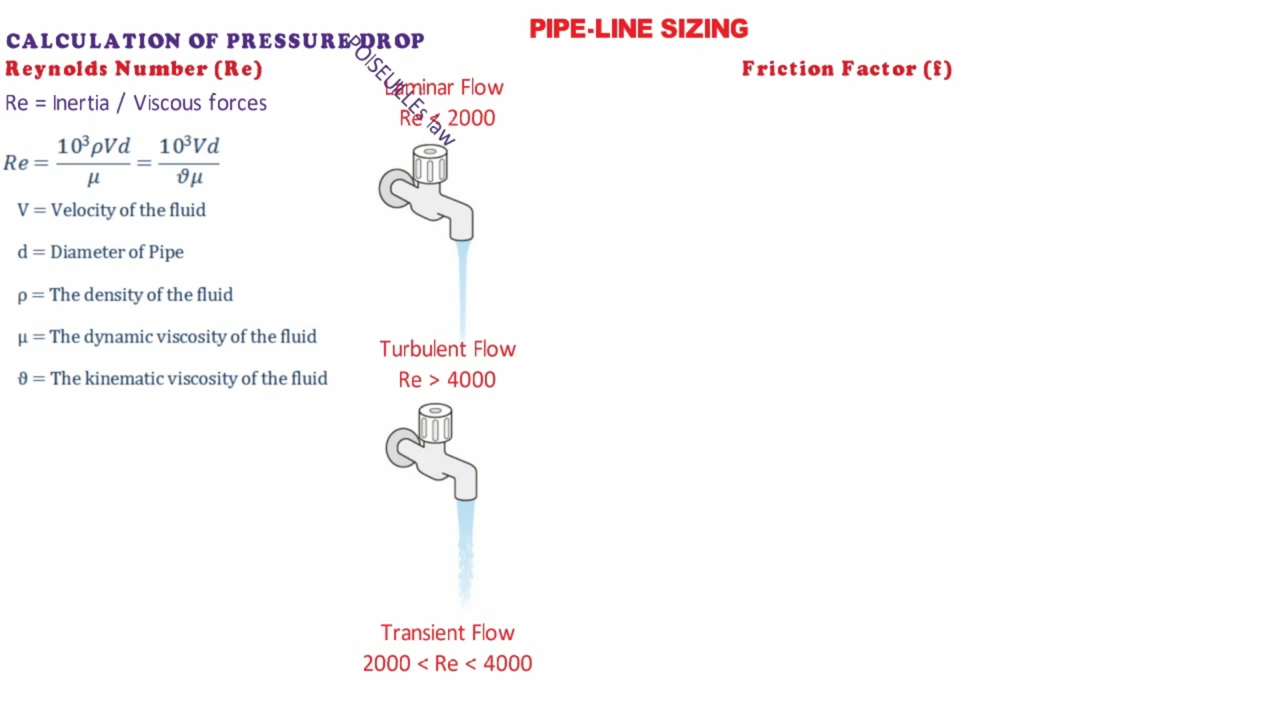 PIPE-LINE SIZING
CALCULATION OF PRESSURE DROP
Reynolds Number (Re)
Re = Inertia / Viscous forces
Re = 10³ρVd / μ = 10³Vd / ϑμ
V = Velocity of the fluid
d = Diameter of Pipe
ρ = The density of the fluid
μ = The dynamic viscosity of the fluid
ϑ = The kinematic viscosity of the fluid
POISEUILLEs law
Laminar Flow
Re < 2000
Turbulent Flow
Re > 4000
Transient Flow
2000 < Re < 4000
Friction Factor (f)